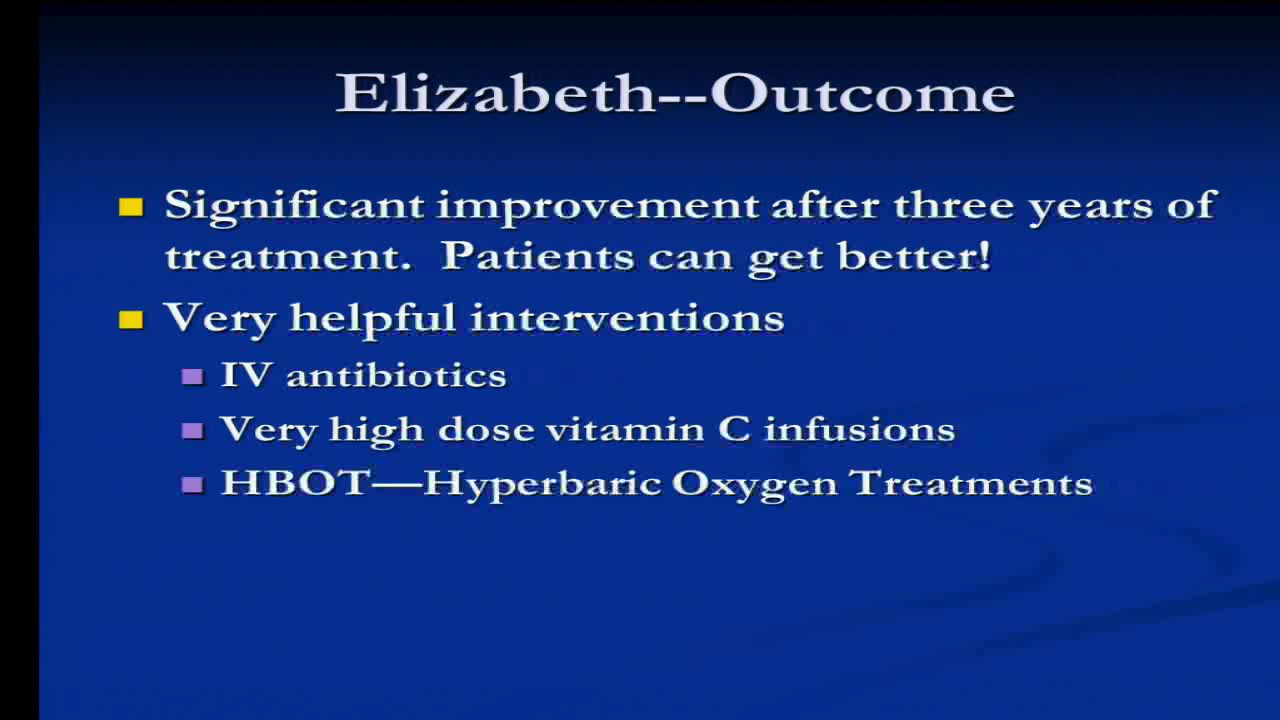 Elizabeth--Outcome
Significant improvement after three years of
treatment.  Patients can get better!
Very helpful interventions
IV antibiotics
Very high dose vitamin C infusions
HBOT—Hyperbaric Oxygen Treatments